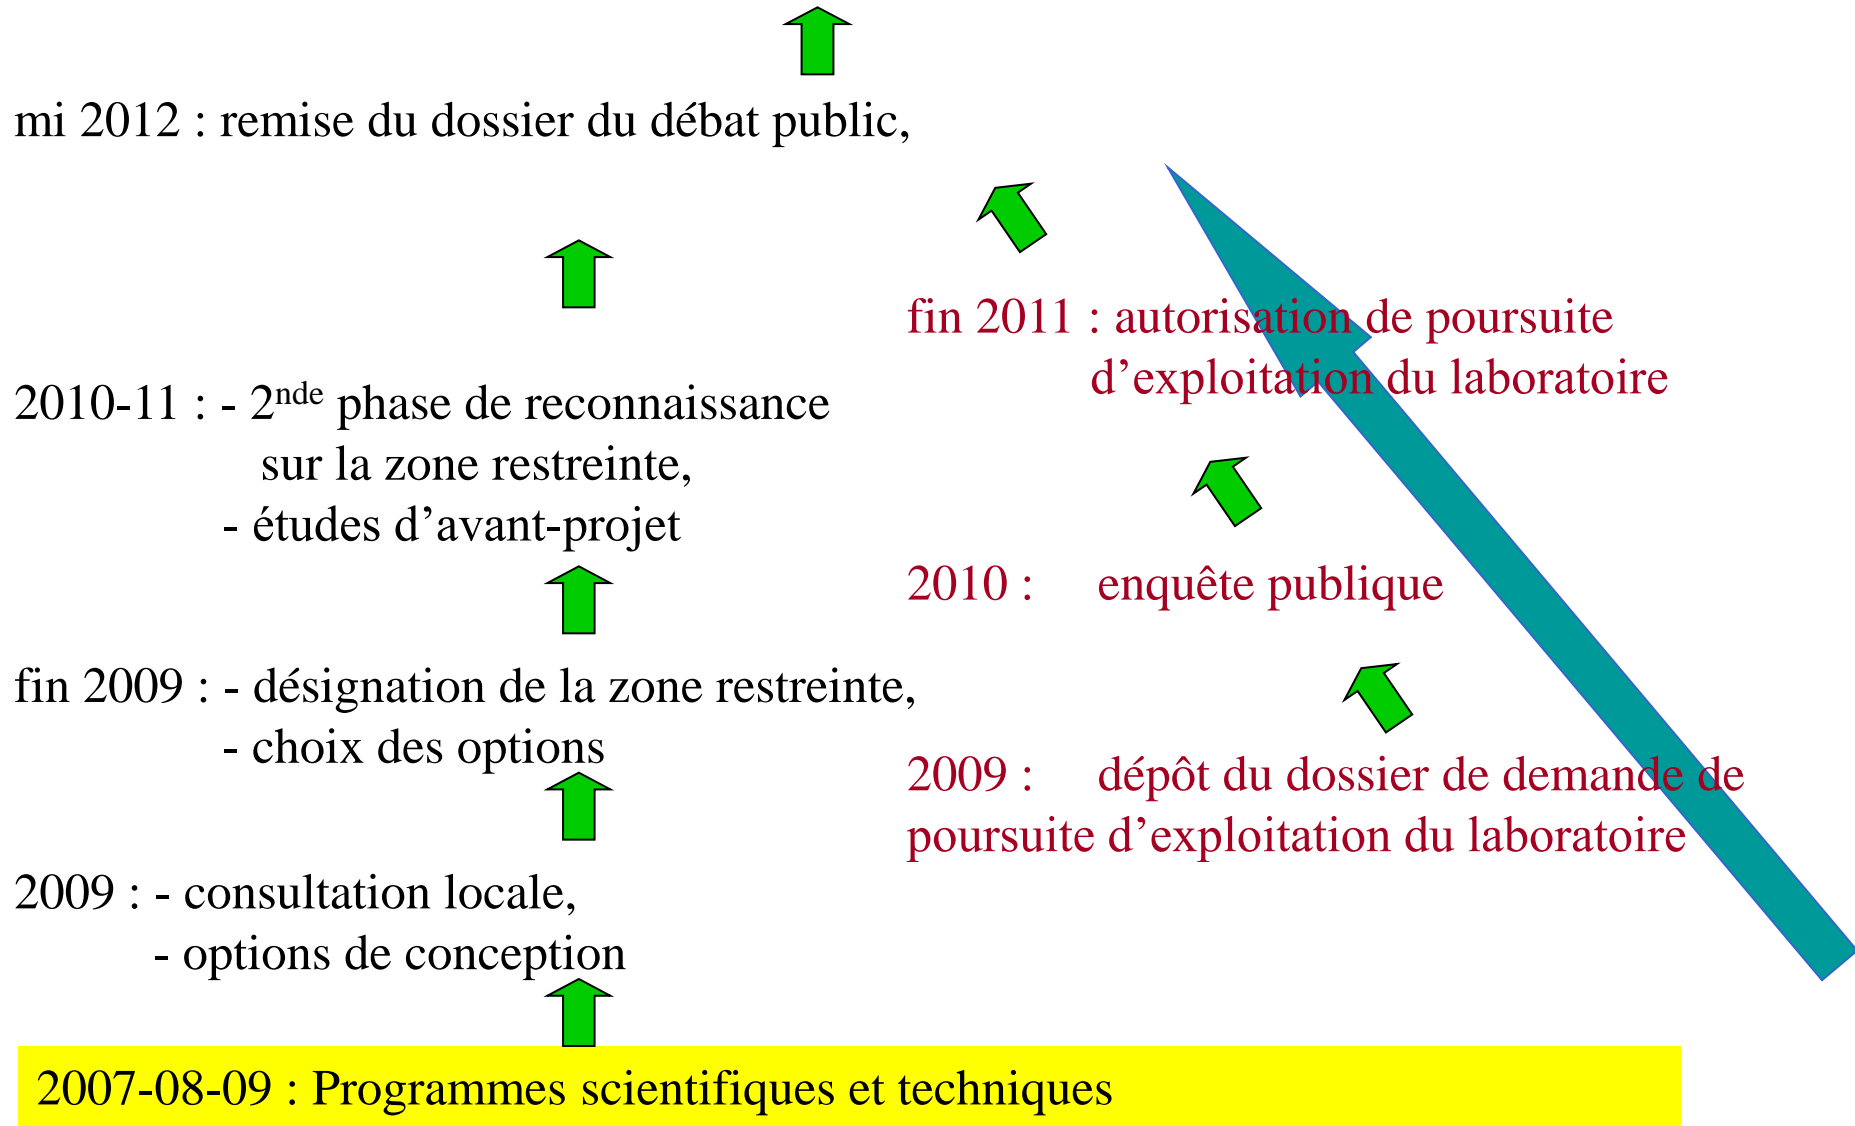 mi 2012 : remise du dossier du débat public,
2010-11 : - 2nde phase de reconnaissance
sur la zone restreinte,
- études d’avant-projet
fin 2009 : - désignation de la zone restreinte,
- choix des options
2009 : - consultation locale,
- options de conception
fin 2011 : autorisation de poursuite
d’exploitation du laboratoire
2010 : enquête publique
2009 : dépôt du dossier de demande de
poursuite d’exploitation du laboratoire
2007-08-09 : Programmes scientifiques et techniques